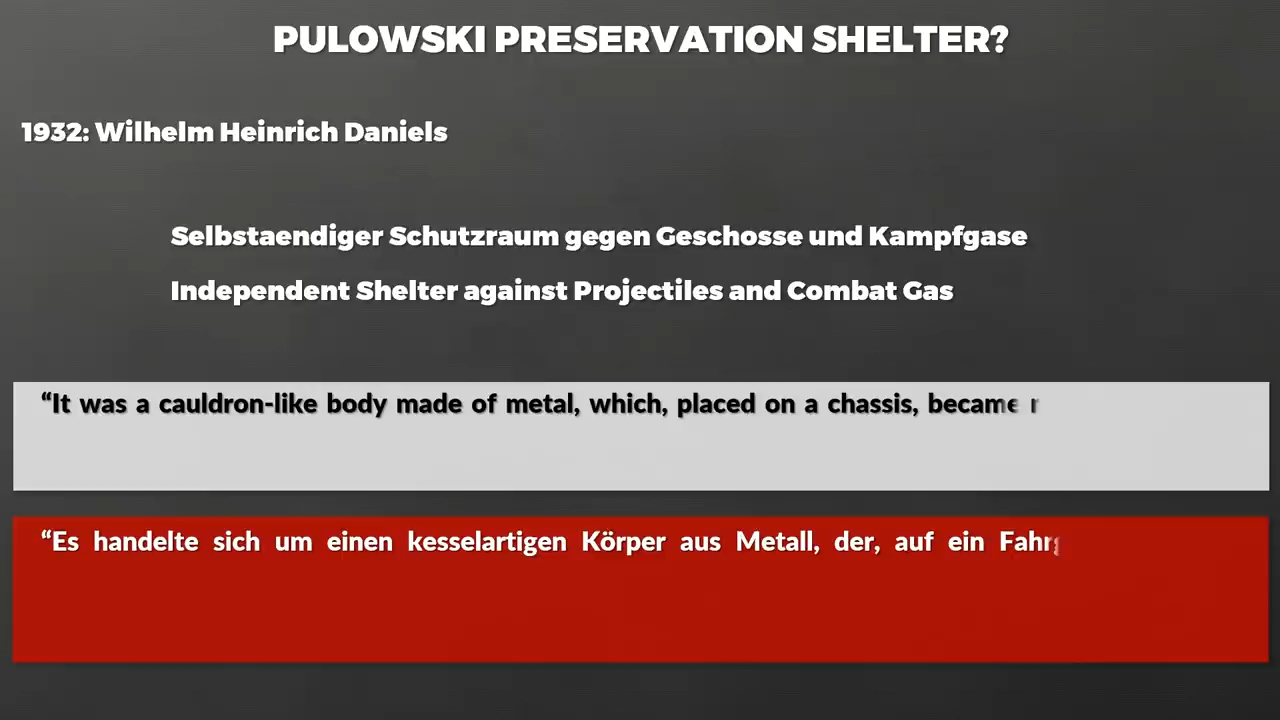 PULOWSKI PRESERVATION SHELTER?
1932: Wilhelm Heinrich Daniels
Selbstaendiger Schutzraum gegen Geschosse und Kampfgase
Independent Shelter against Projectiles and Combat Gas
“It was a cauldron-like body made of metal, which, placed on a chassis, became
“Es handelte sich um einen kesselartigen Körper aus Metall, der, auf ein